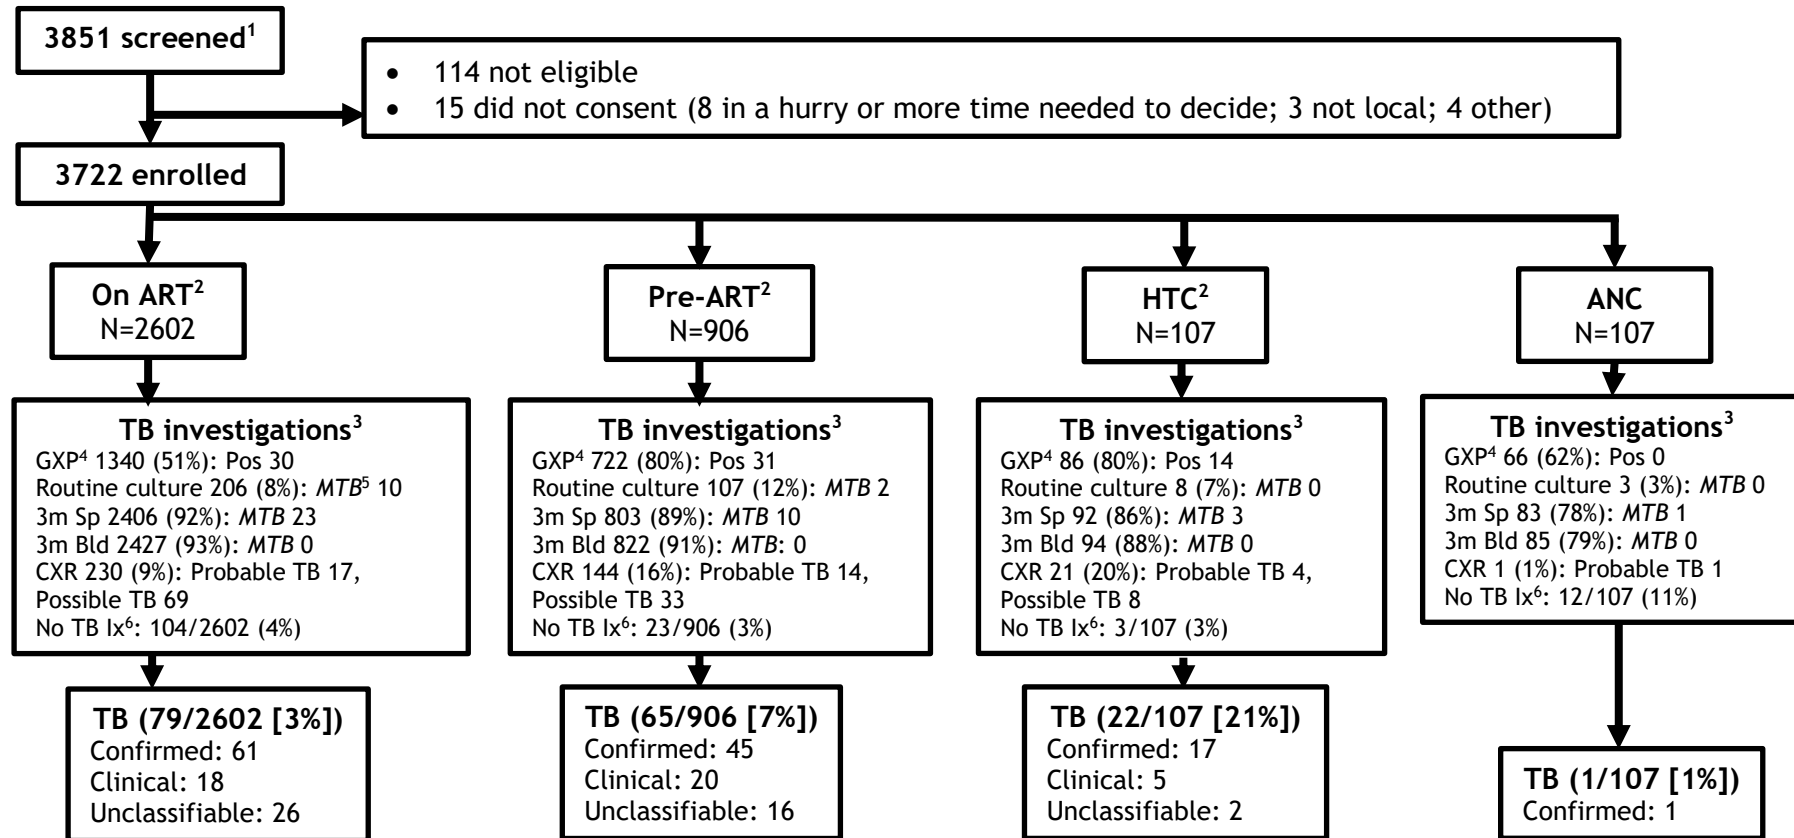 3851 screened¹
• 114 not eligible
• 15 did not consent (8 in a hurry or more time needed to decide; 3 not local; 4 other)
3722 enrolled
On ART²
N=2602
Pre-ART²
N=906
HTC²
N=107
ANC
N=107
TB investigations³
GXP⁴ 1340 (51%): Pos 30
Routine culture 206 (8%): MTB⁵ 10
3m Sp 2406 (92%): MTB 23
3m Bld 2427 (93%): MTB 0
CXR 230 (9%): Probable TB 17,
Possible TB 69
No TB Ix⁶: 104/2602 (4%)
TB investigations³
GXP⁴ 722 (80%): Pos 31
Routine culture 107 (12%): MTB 2
3m Sp 803 (89%): MTB 10
3m Bld 822 (91%): MTB: 0
CXR 144 (16%): Probable TB 14,
Possible TB 33
No TB Ix⁶: 23/906 (3%)
TB investigations³
GXP⁴ 86 (80%): Pos 14
Routine culture 8 (7%): MTB 0
3m Sp 92 (86%): MTB 3
3m Bld 94 (88%): MTB 0
CXR 21 (20%): Probable TB 4,
Possible TB 8
No TB Ix⁶: 3/107 (3%)
TB investigations³
GXP⁴ 66 (62%): Pos 0
Routine culture 3 (3%): MTB 0
3m Sp 83 (78%): MTB 1
3m Bld 85 (79%): MTB 0
CXR 1 (1%): Probable TB 1
No TB Ix⁶: 12/107 (11%)
TB (79/2602 [3%])
Confirmed: 61
Clinical: 18
Unclassifiable: 26
TB (65/906 [7%])
Confirmed: 45
Clinical: 20
Unclassifiable: 16
TB (22/107 [21%])
Confirmed: 17
Clinical: 5
Unclassifiable: 2
TB (1/107 [1%])
Confirmed: 1